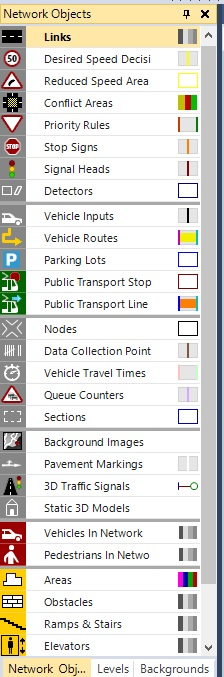 Network Objects
Links
50
Desired Speed Decisi
Reduced Speed Area
Conflict Areas
Priority Rules
STOP
Stop Signs
Signal Heads
Detectors
Vehicle Inputs
Vehicle Routes
P
Parking Lots
Public Transport Stop
Public Transport Line
Nodes
Data Collection Point
Vehicle Travel Times
Queue Counters
Sections
Background Images
Pavement Markings
3D Traffic Signals
Static 3D Models
Vehicles In Network
Pedestrians In Netwo
Areas
Obstacles
Ramps & Stairs
Elevators
Network Obj... Levels Backgrounds